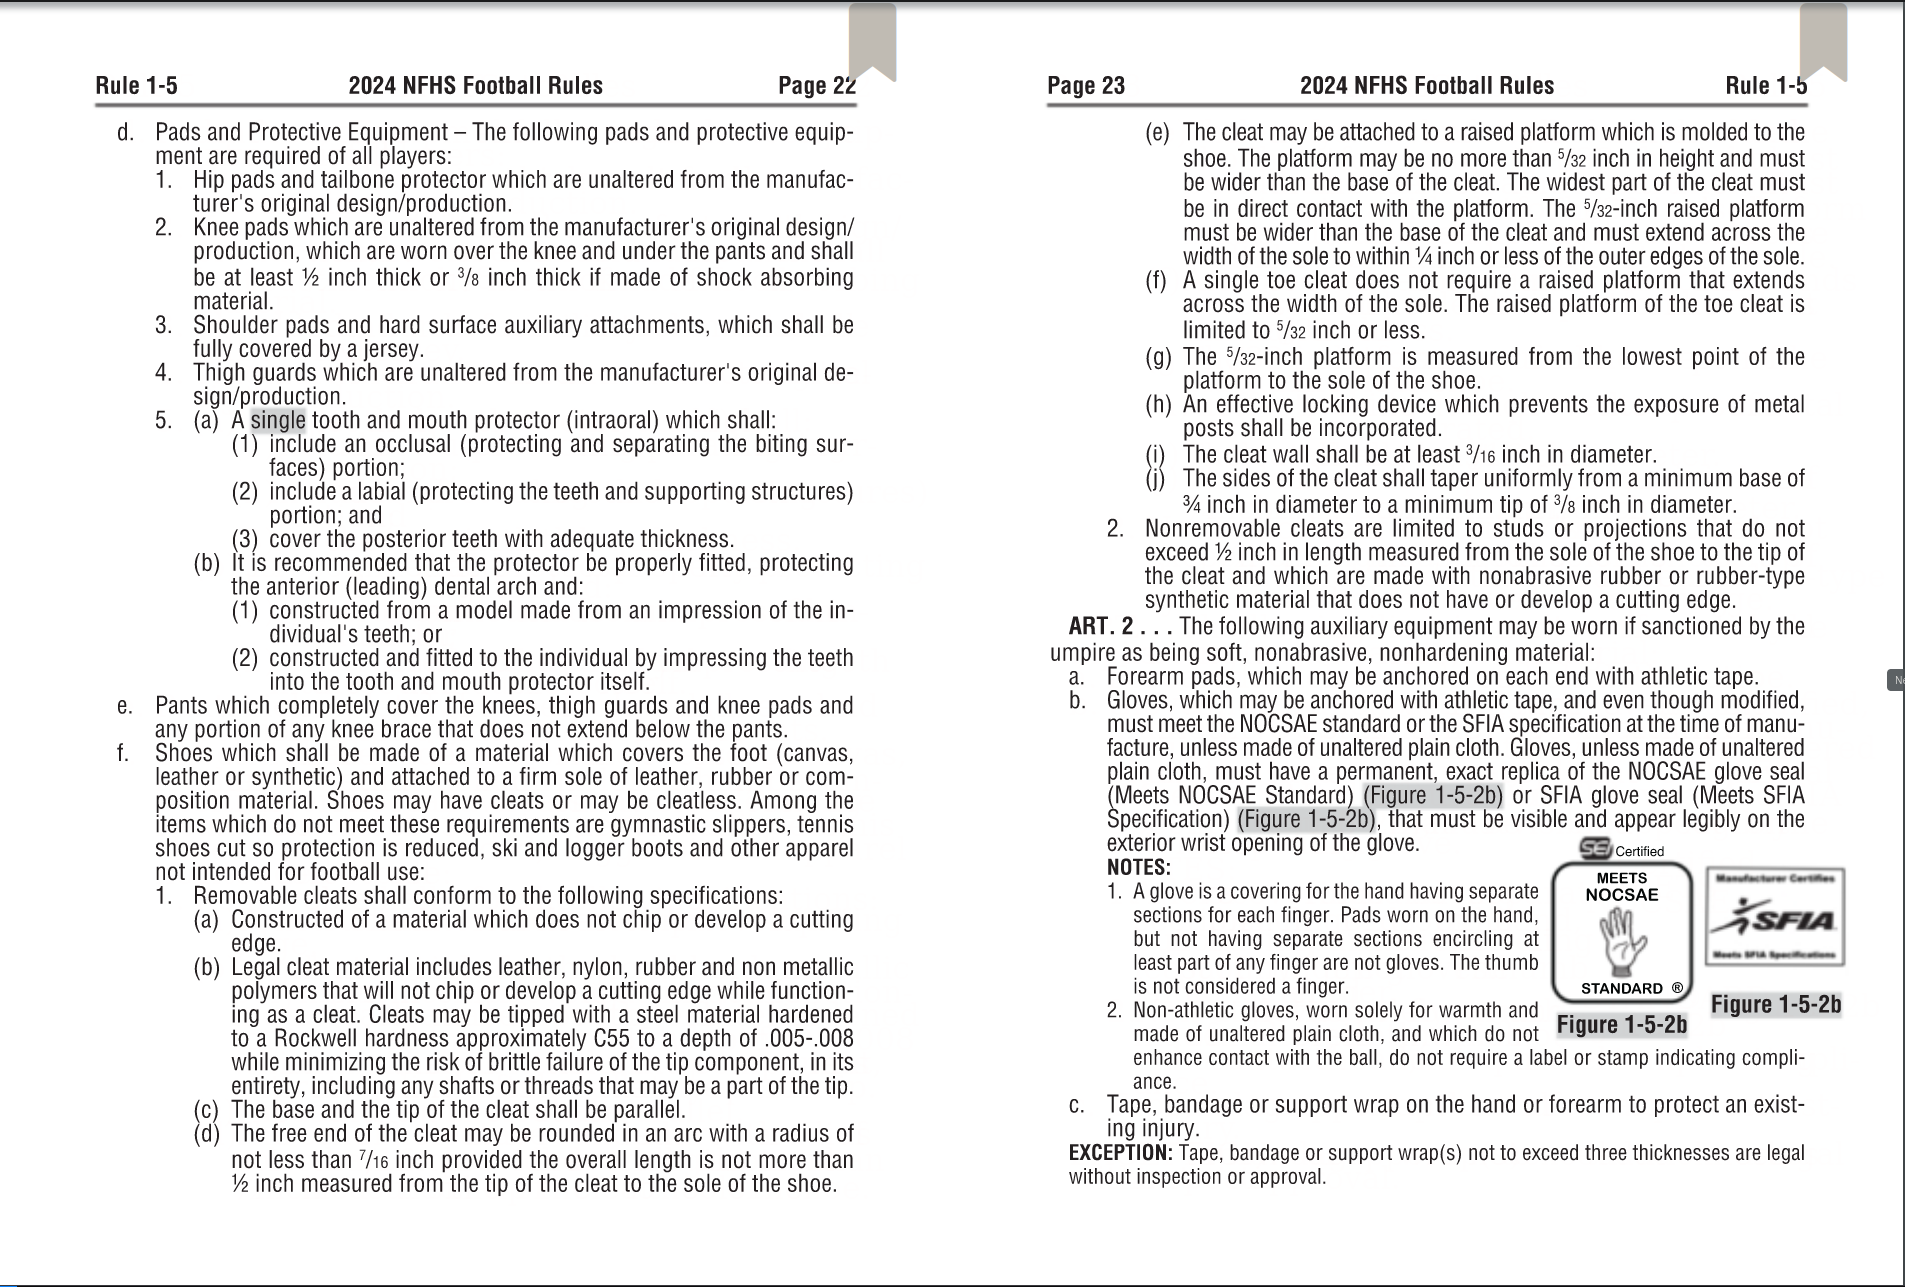 Rule 1-5 2024 NFHS Football Rules Page 22
d. Pads and Protective Equipment – The following pads and protective equip-
ment are required of all players:
1. Hip pads and tailbone protector which are unaltered from the manufac-
turer's original design/production.
2. Knee pads which are unaltered from the manufacturer's original design/
production, which are worn over the knee and under the pants and shall
be at least ½ inch thick or 3/8 inch thick if made of shock absorbing
material.
3. Shoulder pads and hard surface auxiliary attachments, which shall be
fully covered by a jersey.
4. Thigh guards which are unaltered from the manufacturer's original de-
sign/production.
5. (a) A single tooth and mouth protector (intraoral) which shall:
(1) include an occlusal (protecting and separating the biting sur-
faces) portion;
(2) include a labial (protecting the teeth and supporting structures)
portion; and
(3) cover the posterior teeth with adequate thickness.
(b) It is recommended that the protector be properly fitted, protecting
the anterior (leading) dental arch and:
(1) constructed from a model made from an impression of the in-
dividual's teeth; or
(2) constructed and fitted to the individual by impressing the teeth
into the tooth and mouth protector itself.
e. Pants which completely cover the knees, thigh guards and knee pads and
any portion of any knee brace that does not extend below the pants.
f. Shoes which shall be made of a material which covers the foot (canvas,
leather or synthetic) and attached to a firm sole of leather, rubber or com-
position material. Shoes may have cleats or may be cleatless. Among the
items which do not meet these requirements are gymnastic slippers, tennis
shoes cut so protection is reduced, ski and logger boots and other apparel
not intended for football use:
1. Removable cleats shall conform to the following specifications:
(a) Constructed of a material which does not chip or develop a cutting
edge.
(b) Legal cleat material includes leather, nylon, rubber and non metallic
polymers that will not chip or develop a cutting edge while function-
ing as a cleat. Cleats may be tipped with a steel material hardened
to a Rockwell hardness approximately C55 to a depth of .005-.008
while minimizing the risk of brittle failure of the tip component, in its
entirety, including any shafts or threads that may be a part of the tip.
(c) The base and the tip of the cleat shall be parallel.
(d) The free end of the cleat may be rounded in an arc with a radius of
not less than 7/16 inch provided the overall length is not more than
½ inch measured from the tip of the cleat to the sole of the shoe.
Page 23 2024 NFHS Football Rules Rule 1-5
(e) The cleat may be attached to a raised platform which is molded to the
shoe. The platform may be no more than 5/32 inch in height and must
be wider than the base of the cleat. The widest part of the cleat must
be in direct contact with the platform. The 5/32-inch raised platform
must be wider than the base of the cleat and must extend across the
width of the sole to within ¼ inch or less of the outer edges of the sole.
(f) A single toe cleat does not require a raised platform that extends
across the width of the sole. The raised platform of the toe cleat is
limited to 5/32 inch or less.
(g) The 5/32-inch platform is measured from the lowest point of the
platform to the sole of the shoe.
(h) An effective locking device which prevents the exposure of metal
posts shall be incorporated.
(i) The cleat wall shall be at least 3/16 inch in diameter.
(j) The sides of the cleat shall taper uniformly from a minimum base of
¾ inch in diameter to a minimum tip of 3/8 inch in diameter.
2. Nonremovable cleats are limited to studs or projections that do not
exceed ½ inch in length measured from the sole of the shoe to the tip of
the cleat and which are made with nonabrasive rubber or rubber-type
synthetic material that does not have or develop a cutting edge.
ART. 2 . . . The following auxiliary equipment may be worn if sanctioned by the
umpire as being soft, nonabrasive, nonhardening material:
a. Forearm pads, which may be anchored on each end with athletic tape.
b. Gloves, which may be anchored with athletic tape, and even though modified,
must meet the NOCSAE standard or the SFIA specification at the time of manu-
facture, unless made of unaltered plain cloth. Gloves, unless made of unaltered
plain cloth, must have a permanent, exact replica of the NOCSAE glove seal
(Meets NOCSAE Standard) (Figure 1-5-2b) or SFIA glove seal (Meets SFIA
Specification) (Figure 1-5-2b), that must be visible and appear legibly on the
exterior wrist opening of the glove.
NOTES:
1. A glove is a covering for the hand having separate
sections for each finger. Pads worn on the hand,
but not having separate sections encircling at
least part of any finger are not gloves. The thumb
is not considered a finger.
2. Non-athletic gloves, worn solely for warmth and
made of unaltered plain cloth, and which do not
enhance contact with the ball, do not require a label or stamp indicating compli-
ance.
SEI Certified
MEETS
NOCSAE
STANDARD ®
Figure 1-5-2b
Manufacturer Certifies
SFIA
Meets SFIA Specifications
Figure 1-5-2b
c. Tape, bandage or support wrap on the hand or forearm to protect an exist-
ing injury.
EXCEPTION: Tape, bandage or support wrap(s) not to exceed three thicknesses are legal
without inspection or approval.